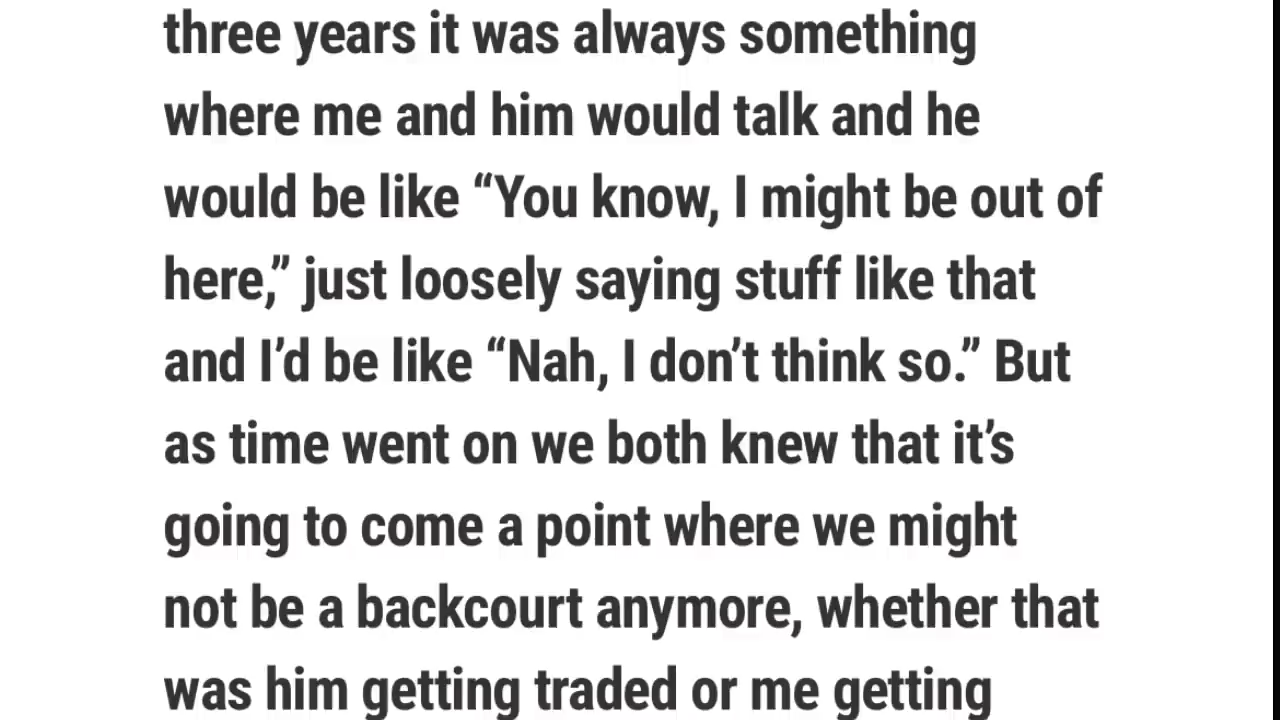 three years it was always something
where me and him would talk and he
would be like “You know, I might be out of
here,” just loosely saying stuff like that
and I’d be like “Nah, I don’t think so.” But
as time went on we both knew that it’s
going to come a point where we might
not be a backcourt anymore, whether that
was him getting traded or me getting